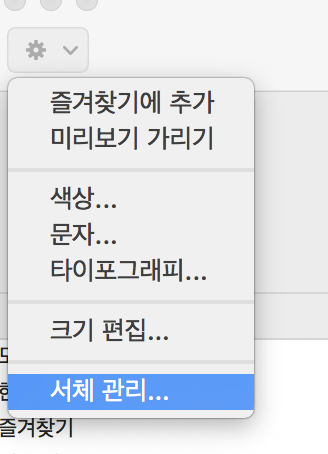 즐겨찾기에 추가
미리보기 가리기
색상...
문자...
타이포그래피...
크기 편집...
서체 관리...
즐겨찾기